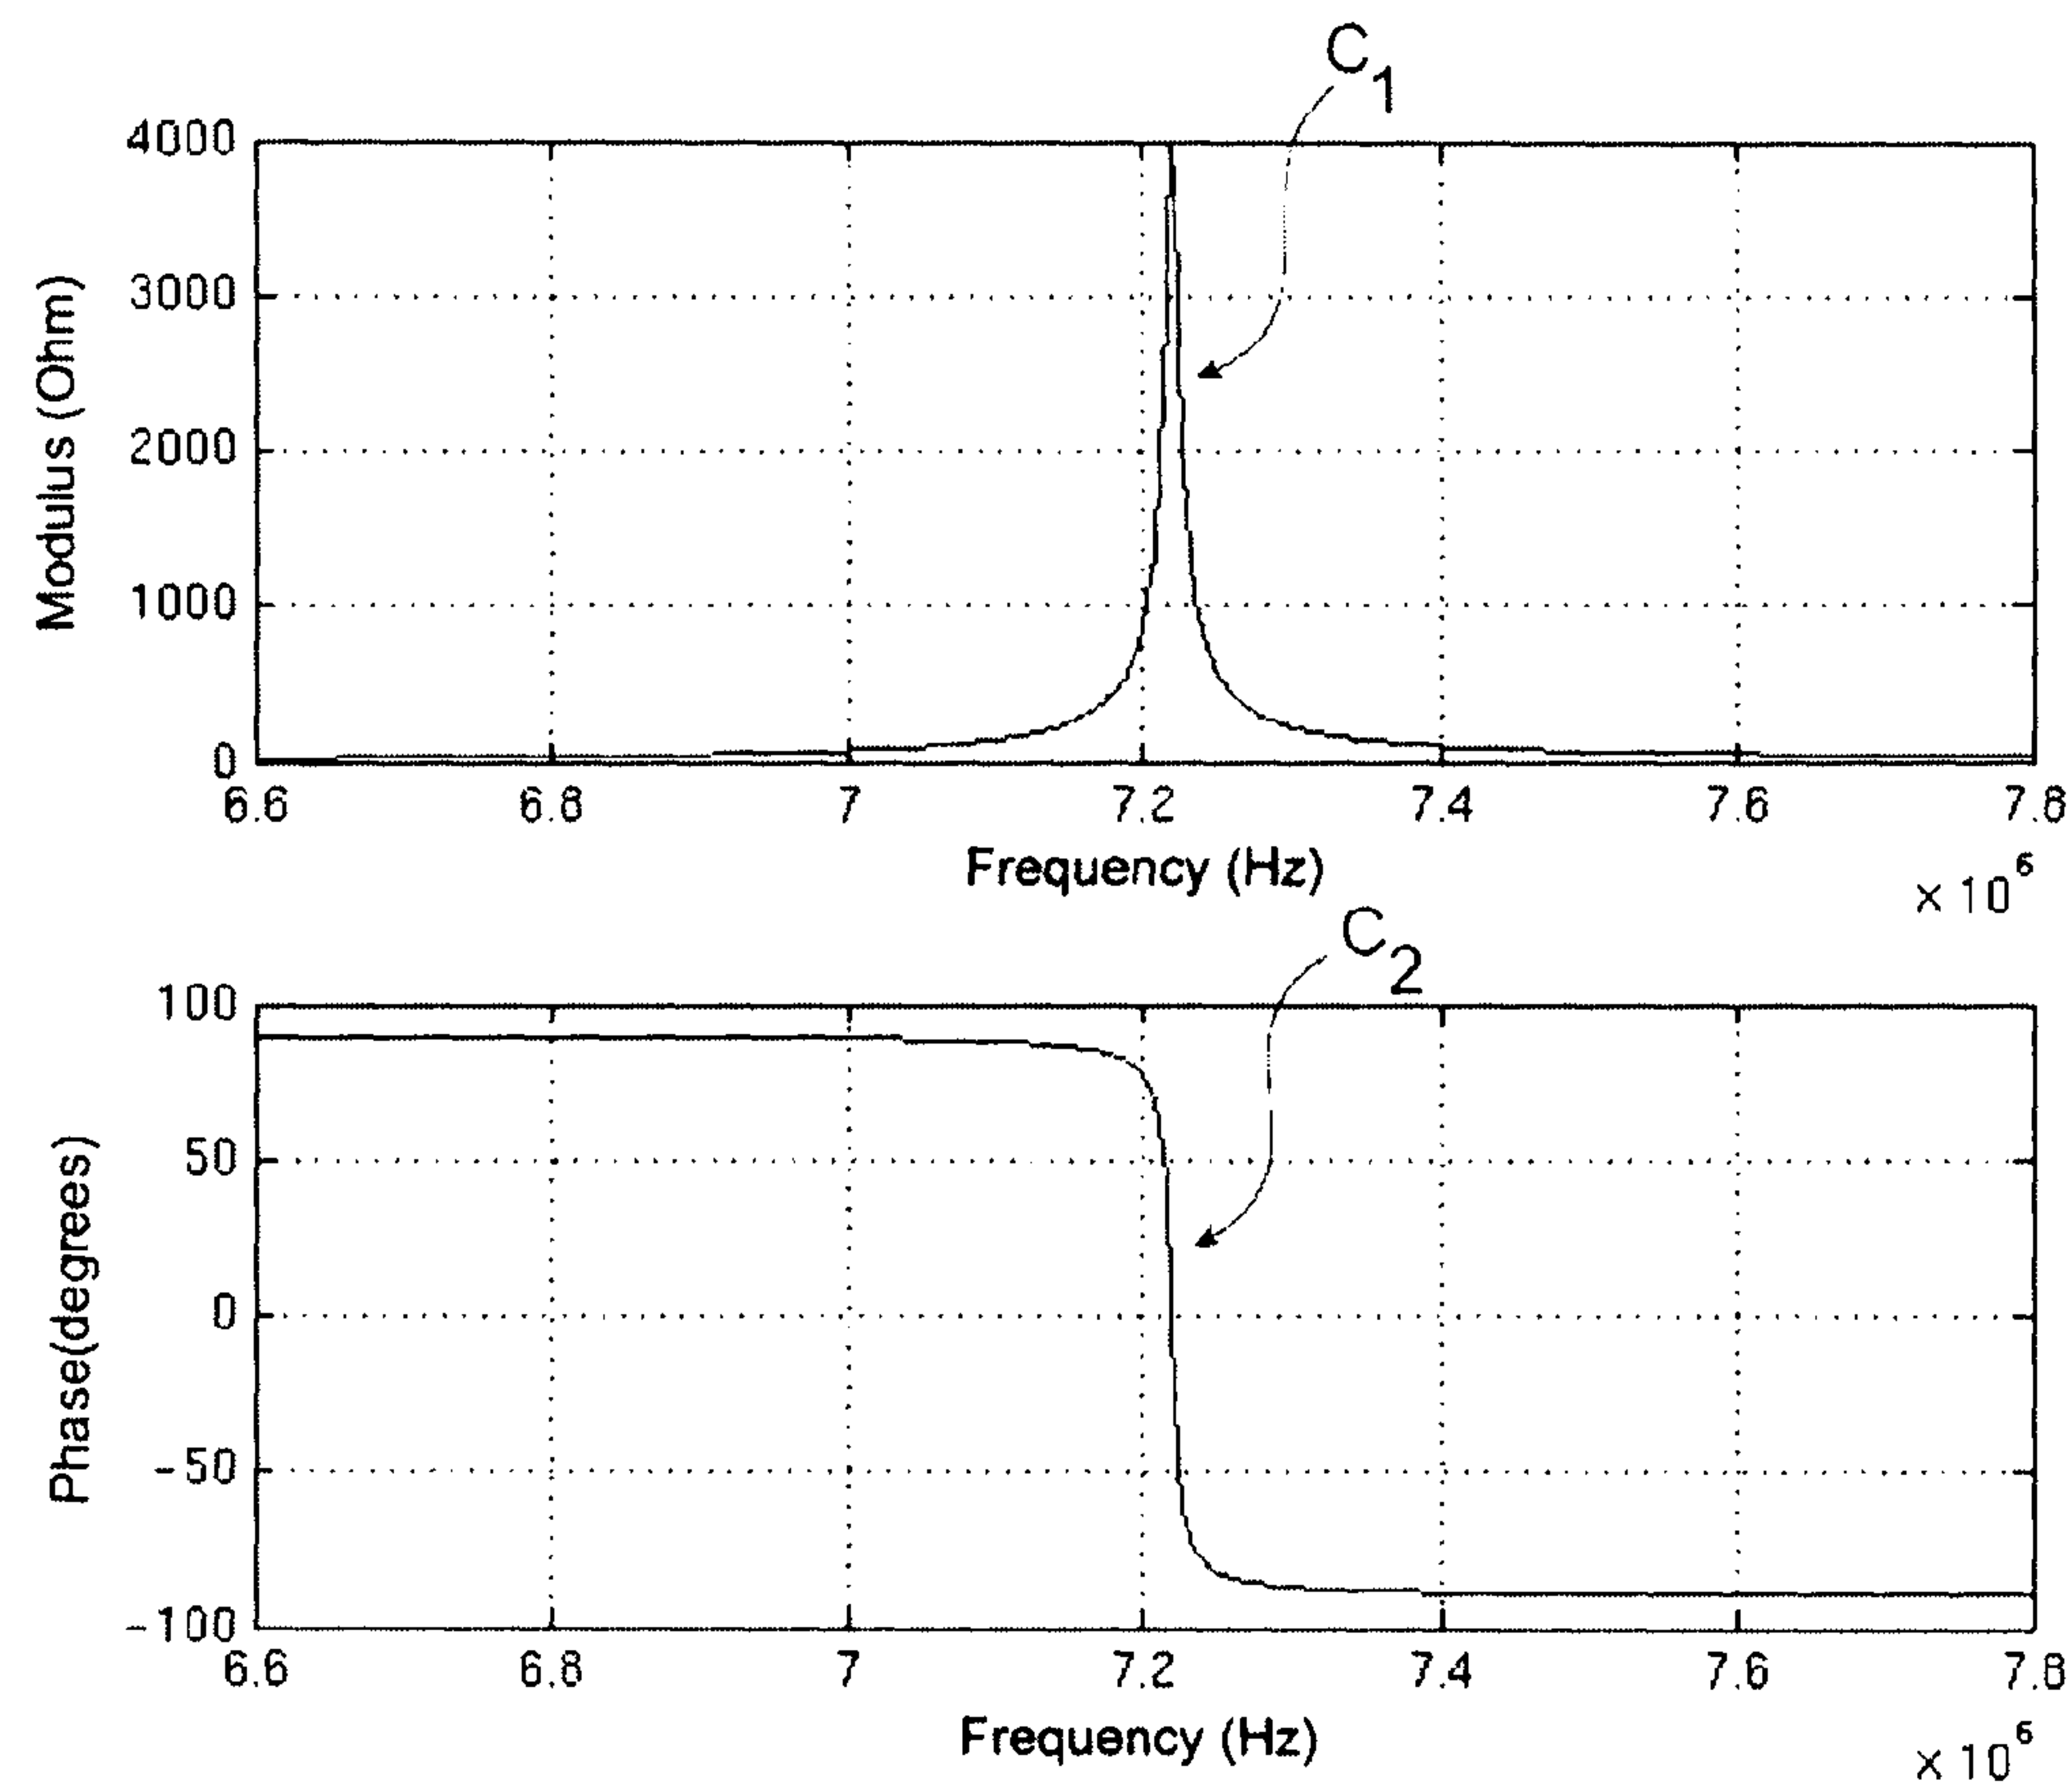 C1
4000
3000
2000
1000
0
Modulus (Ohm)
6.6 6.8 7 7.2 7.4 7.6 7.8
Frequency (Hz)
x 10^6
C2
100
50
0
-50
-100
Phase(degrees)
6.6 6.8 7 7.2 7.4 7.6 7.8
Frequency (Hz)
x 10^6